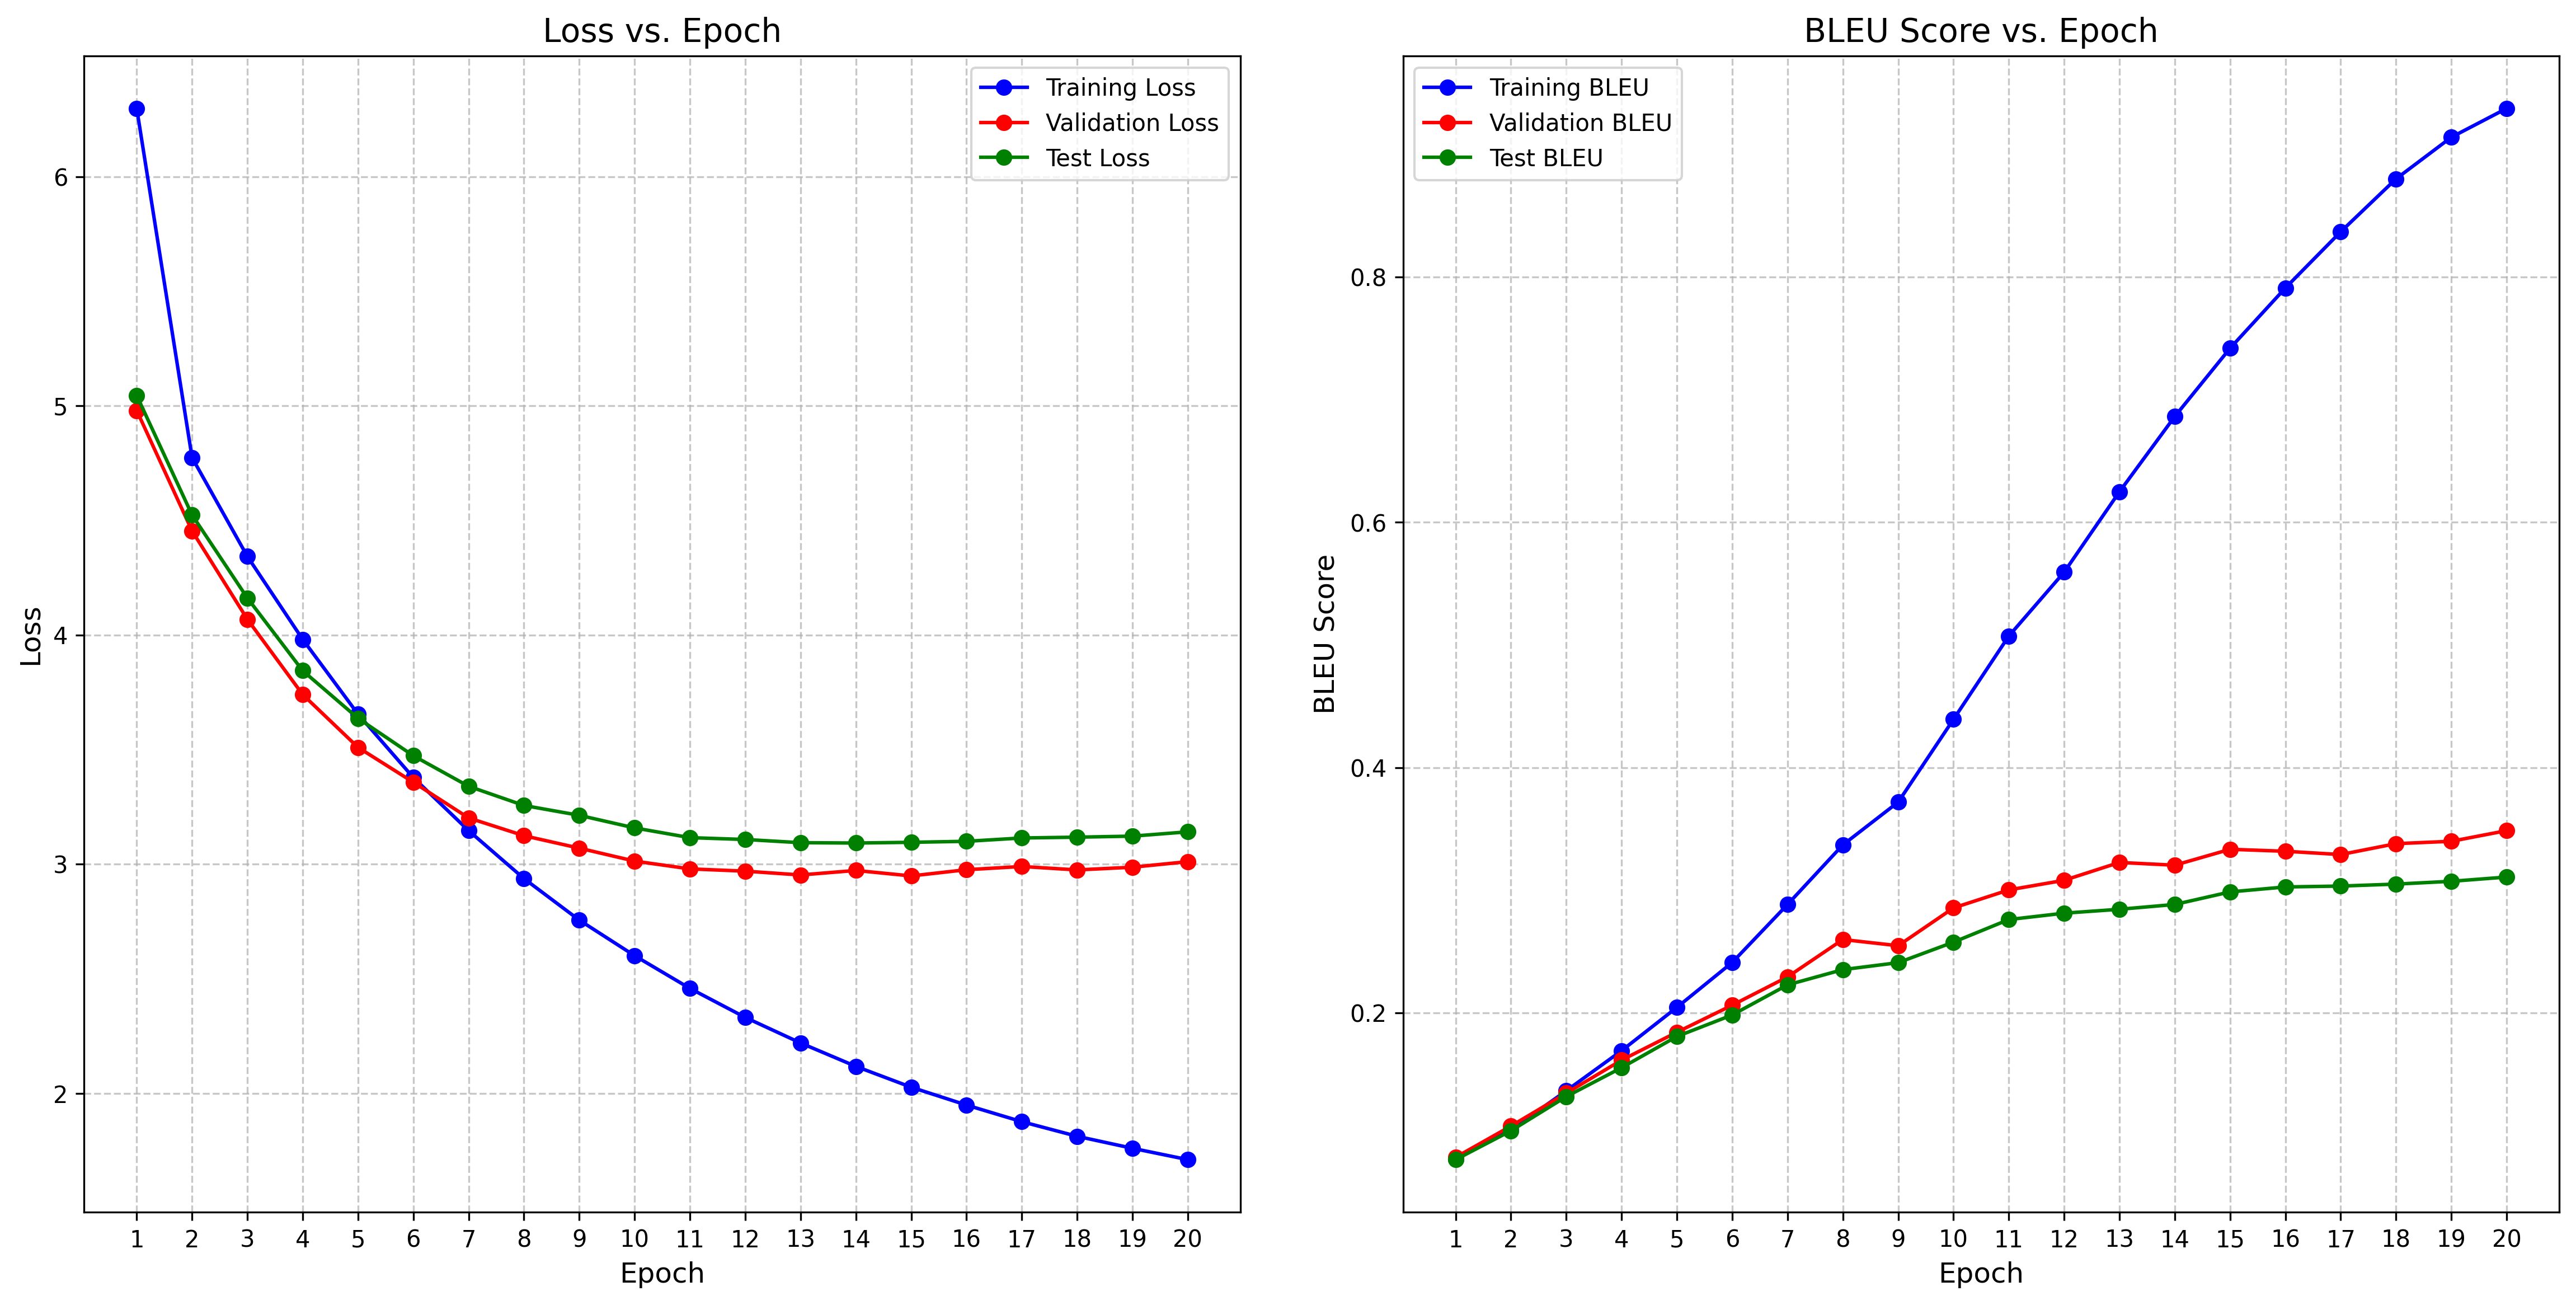 Loss vs. Epoch
Training Loss
Validation Loss
Test Loss
6
5
4
3
2
Loss
1 2 3 4 5 6 7 8 9 10 11 12 13 14 15 16 17 18 19 20
Epoch
BLEU Score vs. Epoch
Training BLEU
Validation BLEU
Test BLEU
0.8
0.6
0.4
0.2
BLEU Score
1 2 3 4 5 6 7 8 9 10 11 12 13 14 15 16 17 18 19 20
Epoch